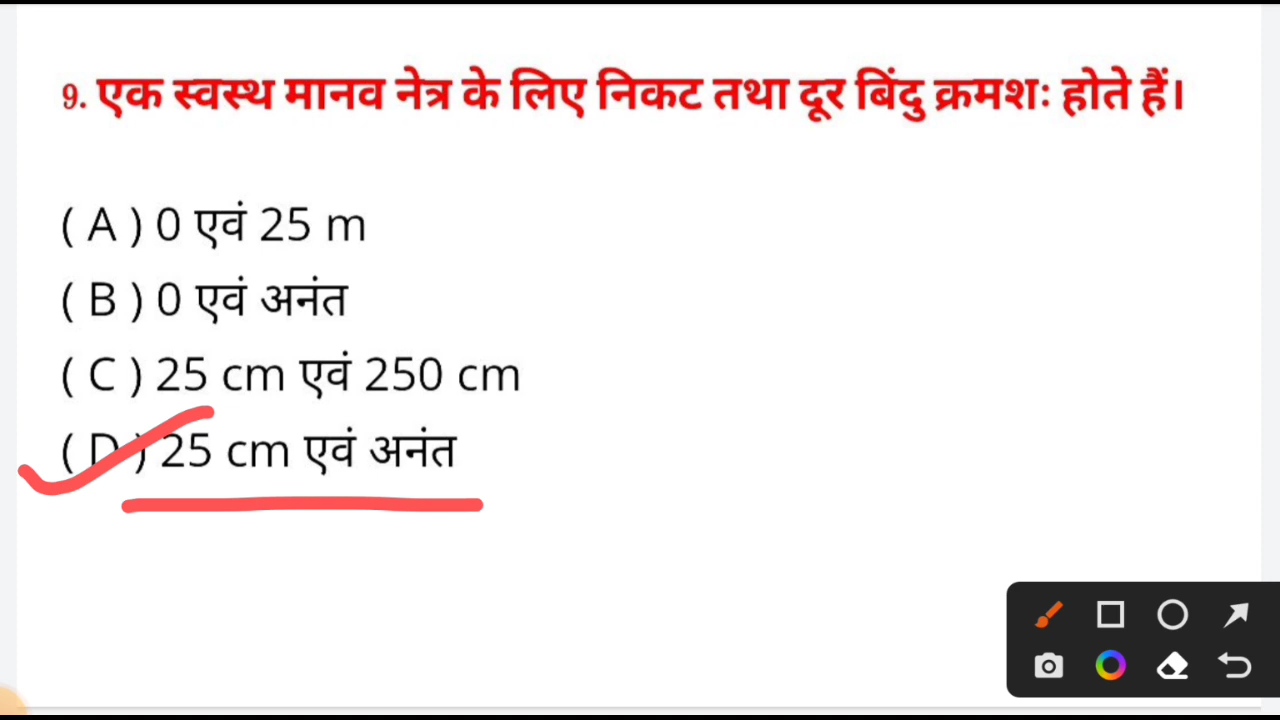 9. एक स्वस्थ मानव नेत्र के लिए निकट तथा दूर बिंदु क्रमशः होते हैं।
( A ) 0 एवं 25 m
( B ) 0 एवं अनंत
( C ) 25 cm एवं 250 cm
( D ) 25 cm एवं अनंत